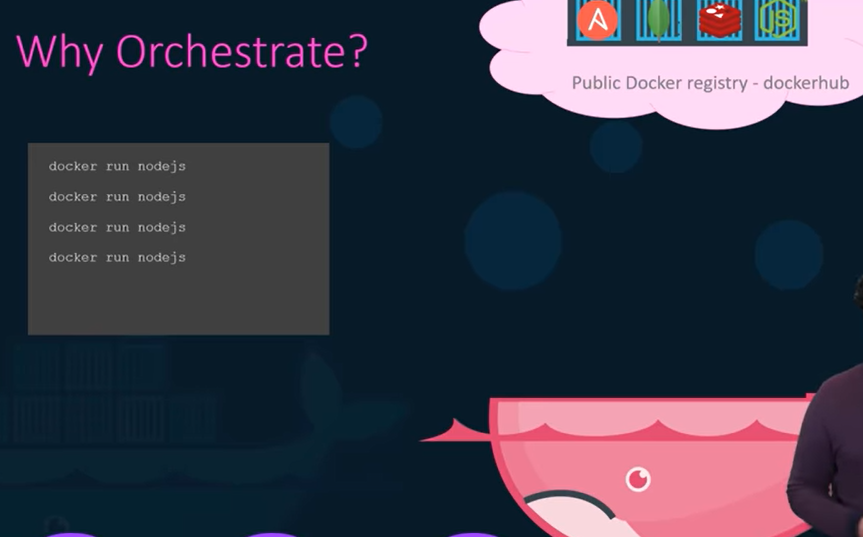 Why Orchestrate?
Public Docker registry - dockerhub
docker run nodejs
docker run nodejs
docker run nodejs
docker run nodejs